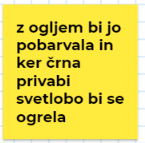 z ogljem bi jo
pobarvala in
ker črna
privabi
svetlobo bi se
ogrela